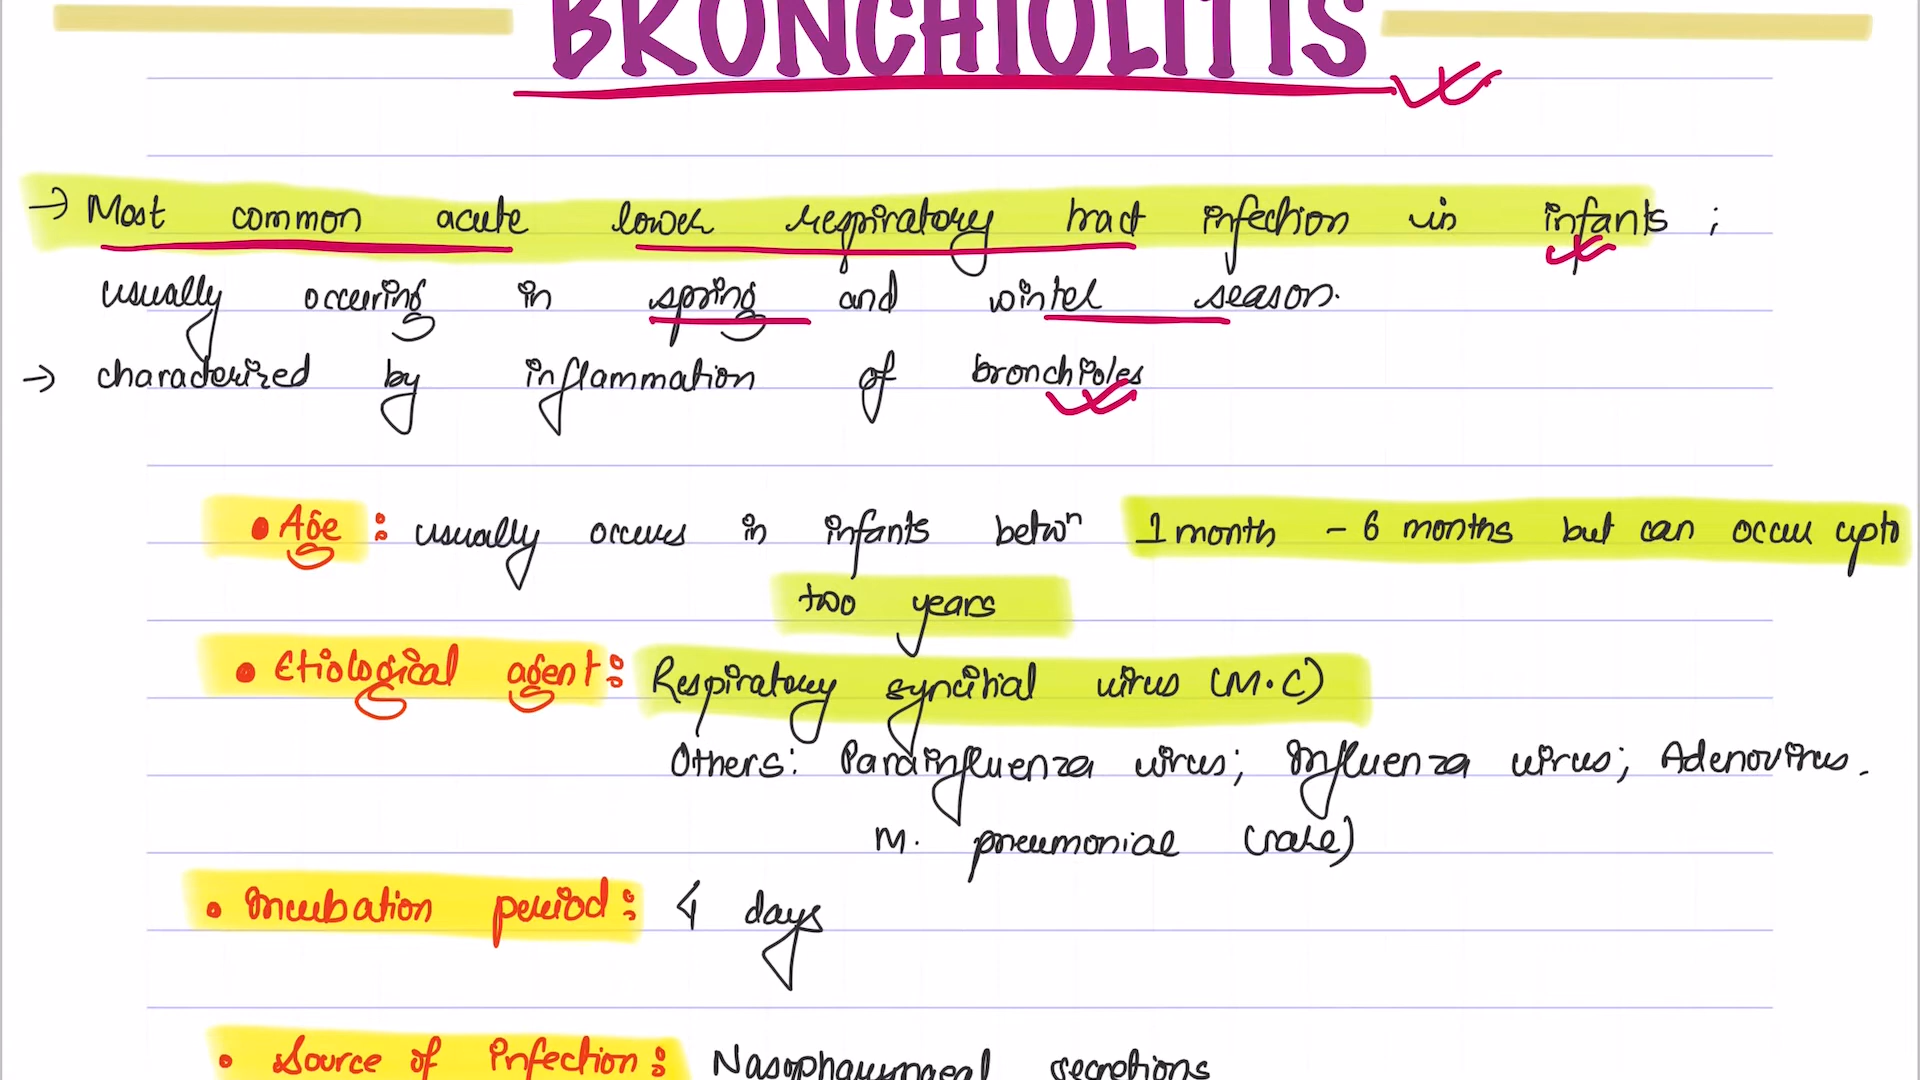 BRONCHIOLITIS
→ Most common acute lower respiratory tract infection in infants ;
usually occuring in spring and winter season.
→ characterized by inflammation of bronchioles
• Age : usually occurs in infants betwⁿ 1 month - 6 months but can occur upto
two years
• Etiological agent: Respiratory syncitial virus (M.C)
Others: Parainfluenza virus; Influenza virus; Adenovirus.
M. pneumoniae (rare)
• Incubation period: 4 days
• Source of infection: Nasopharyngeal secretions